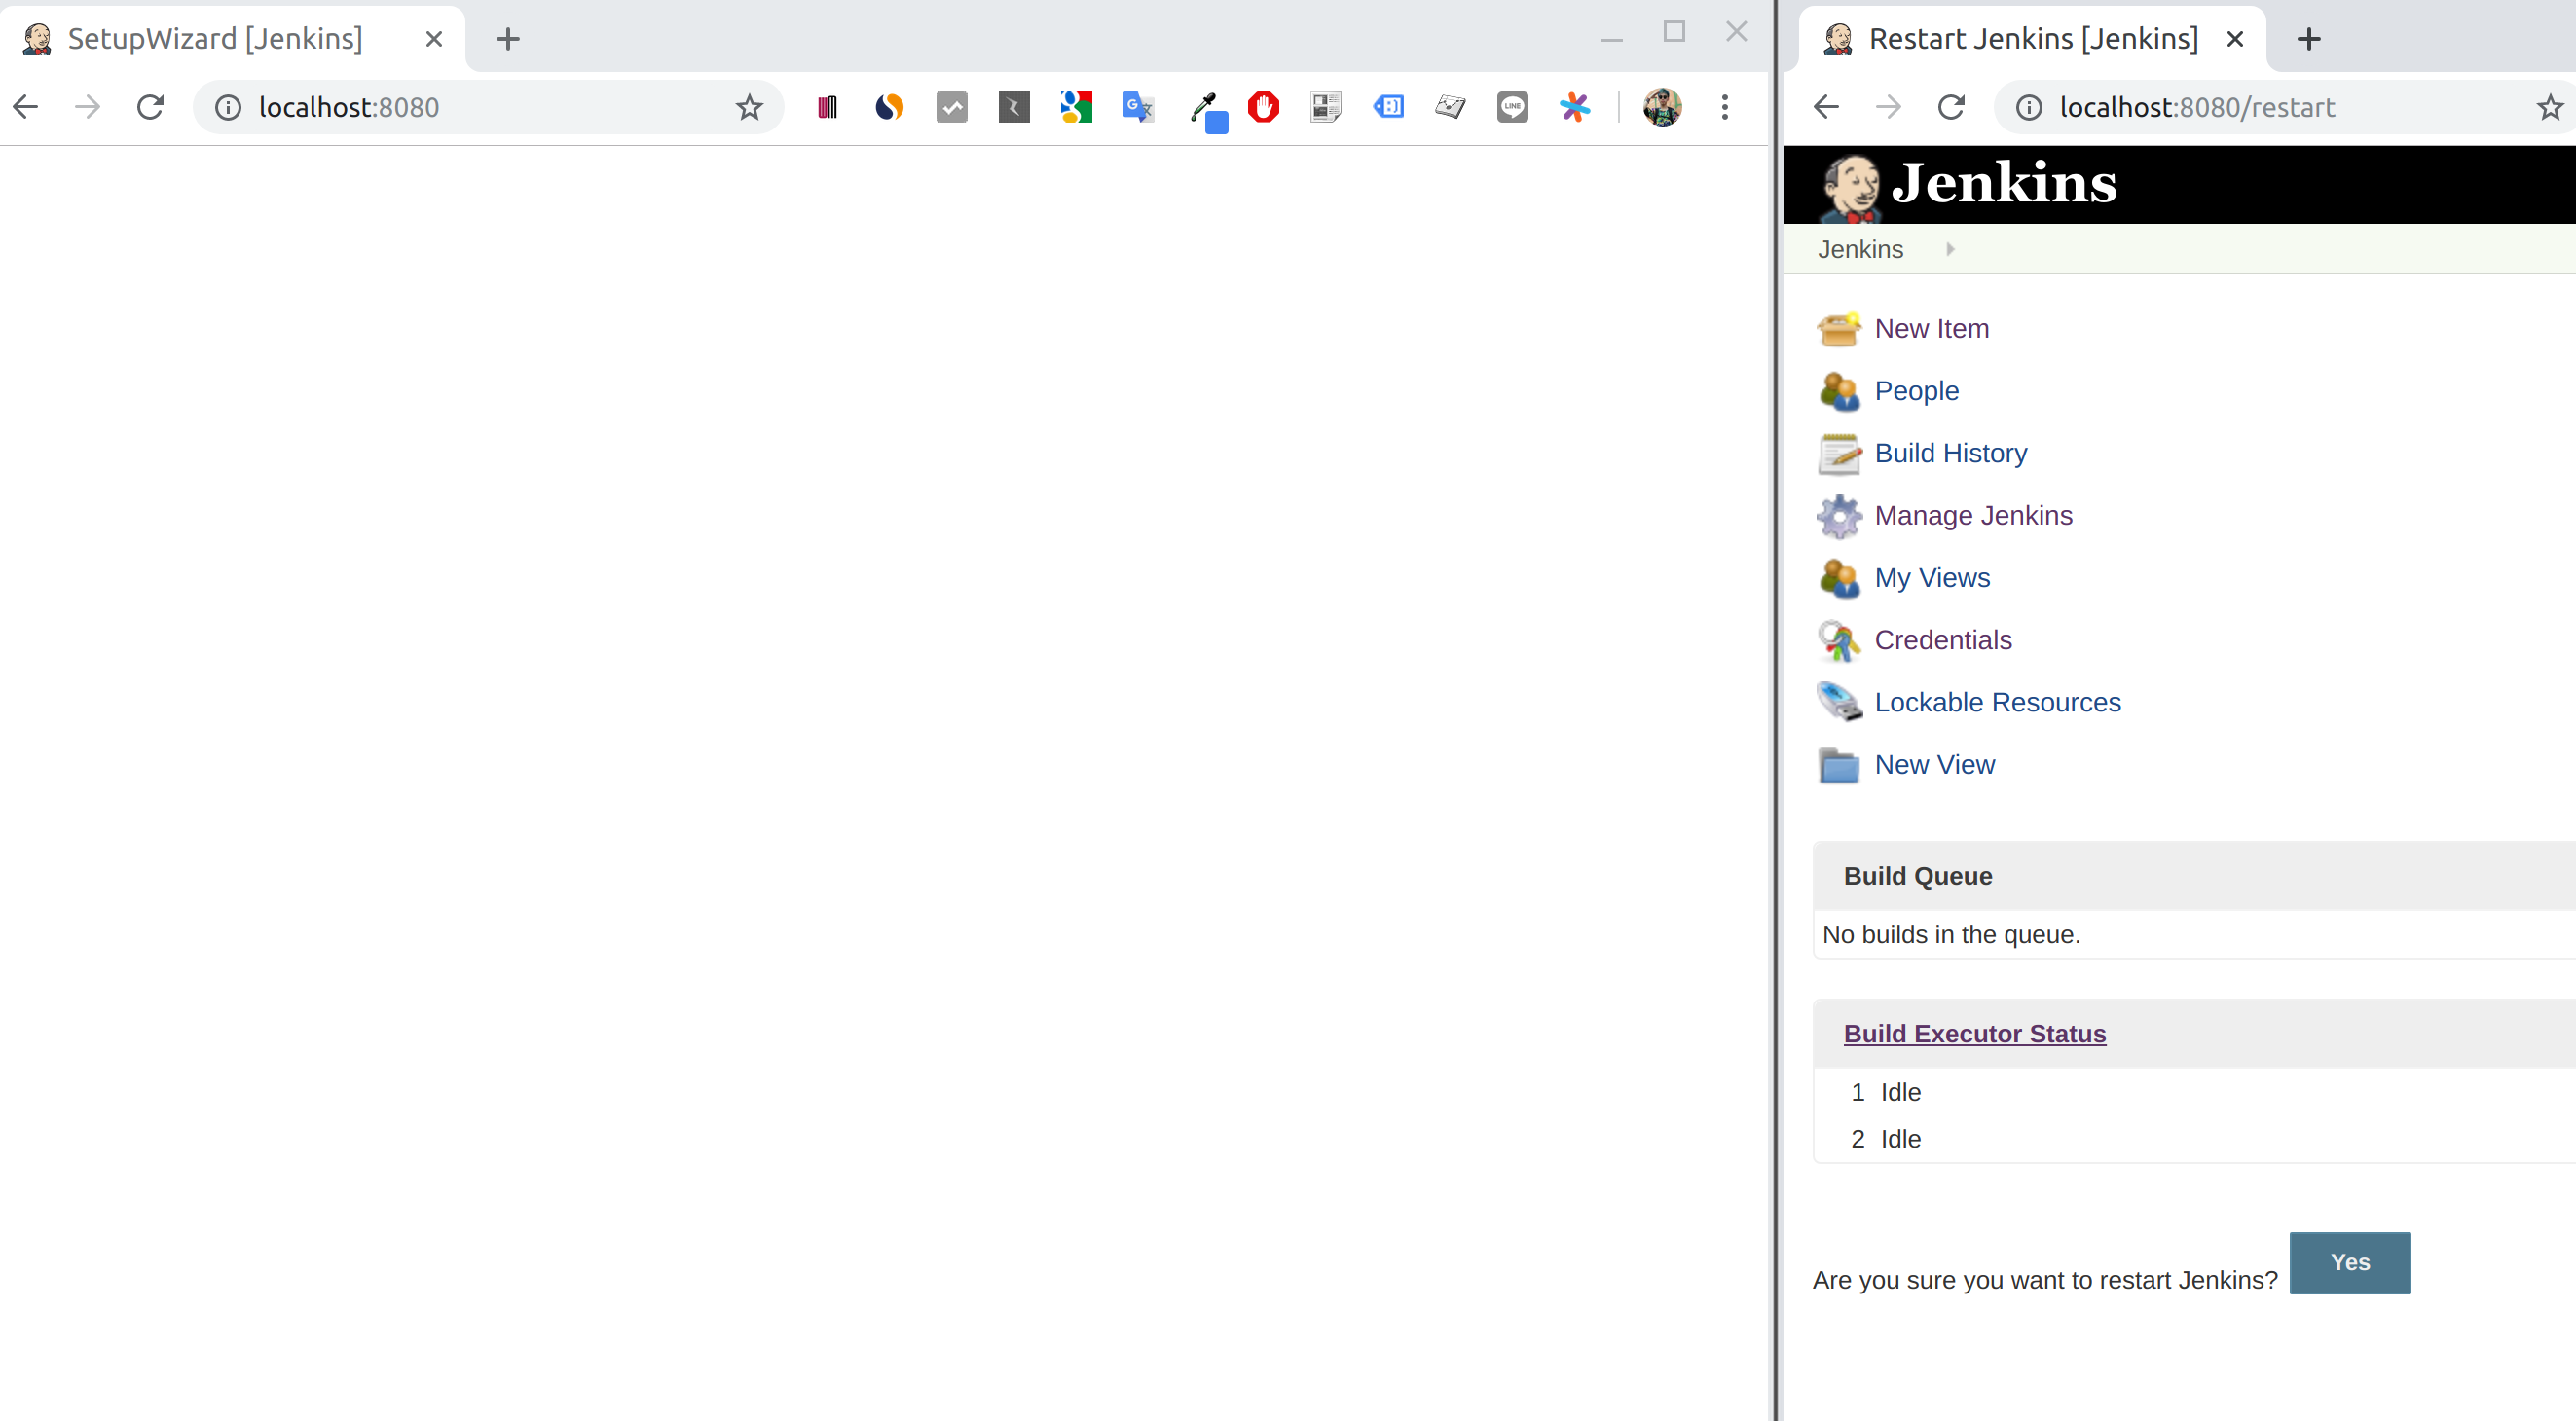 SetupWizard [Jenkins]
localhost:8080
LINE
Restart Jenkins [Jenkins]
localhost:8080/restart
Jenkins
Jenkins
New Item
People
Build History
Manage Jenkins
My Views
Credentials
Lockable Resources
New View
Build Queue
No builds in the queue.
Build Executor Status
1 Idle
2 Idle
Are you sure you want to restart Jenkins? Yes